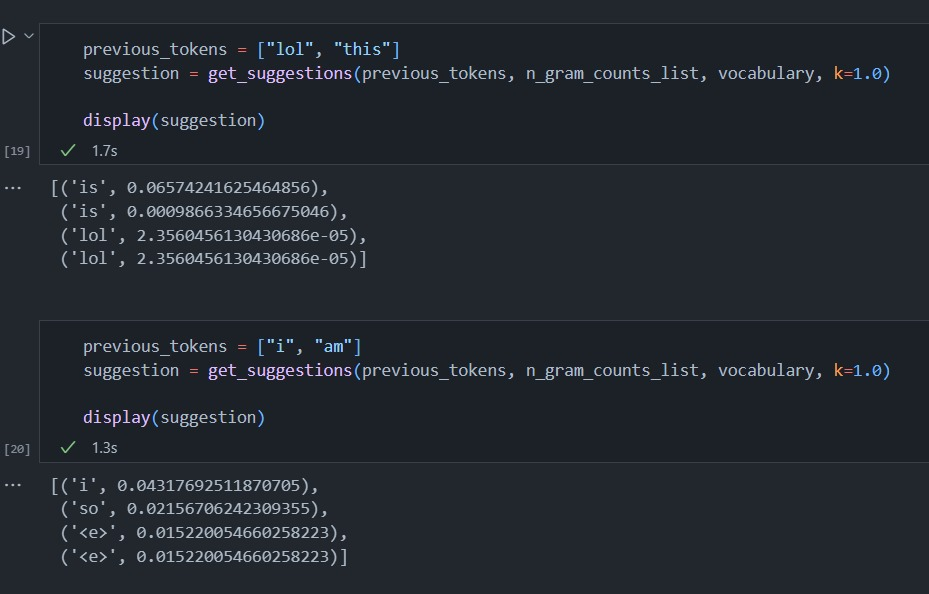 previous_tokens = ["lol", "this"]
suggestion = get_suggestions(previous_tokens, n_gram_counts_list, vocabulary, k=1.0)
display(suggestion)
[19] 1.7s
... [('is', 0.06574241625464856),
('is', 0.0009866334656675046),
('lol', 2.3560456130430686e-05),
('lol', 2.3560456130430686e-05)]
previous_tokens = ["i", "am"]
suggestion = get_suggestions(previous_tokens, n_gram_counts_list, vocabulary, k=1.0)
display(suggestion)
[20] 1.3s
... [('i', 0.04317692511870705),
('so', 0.02156706242309355),
('<e>', 0.015220054660258223),
('<e>', 0.015220054660258223)]